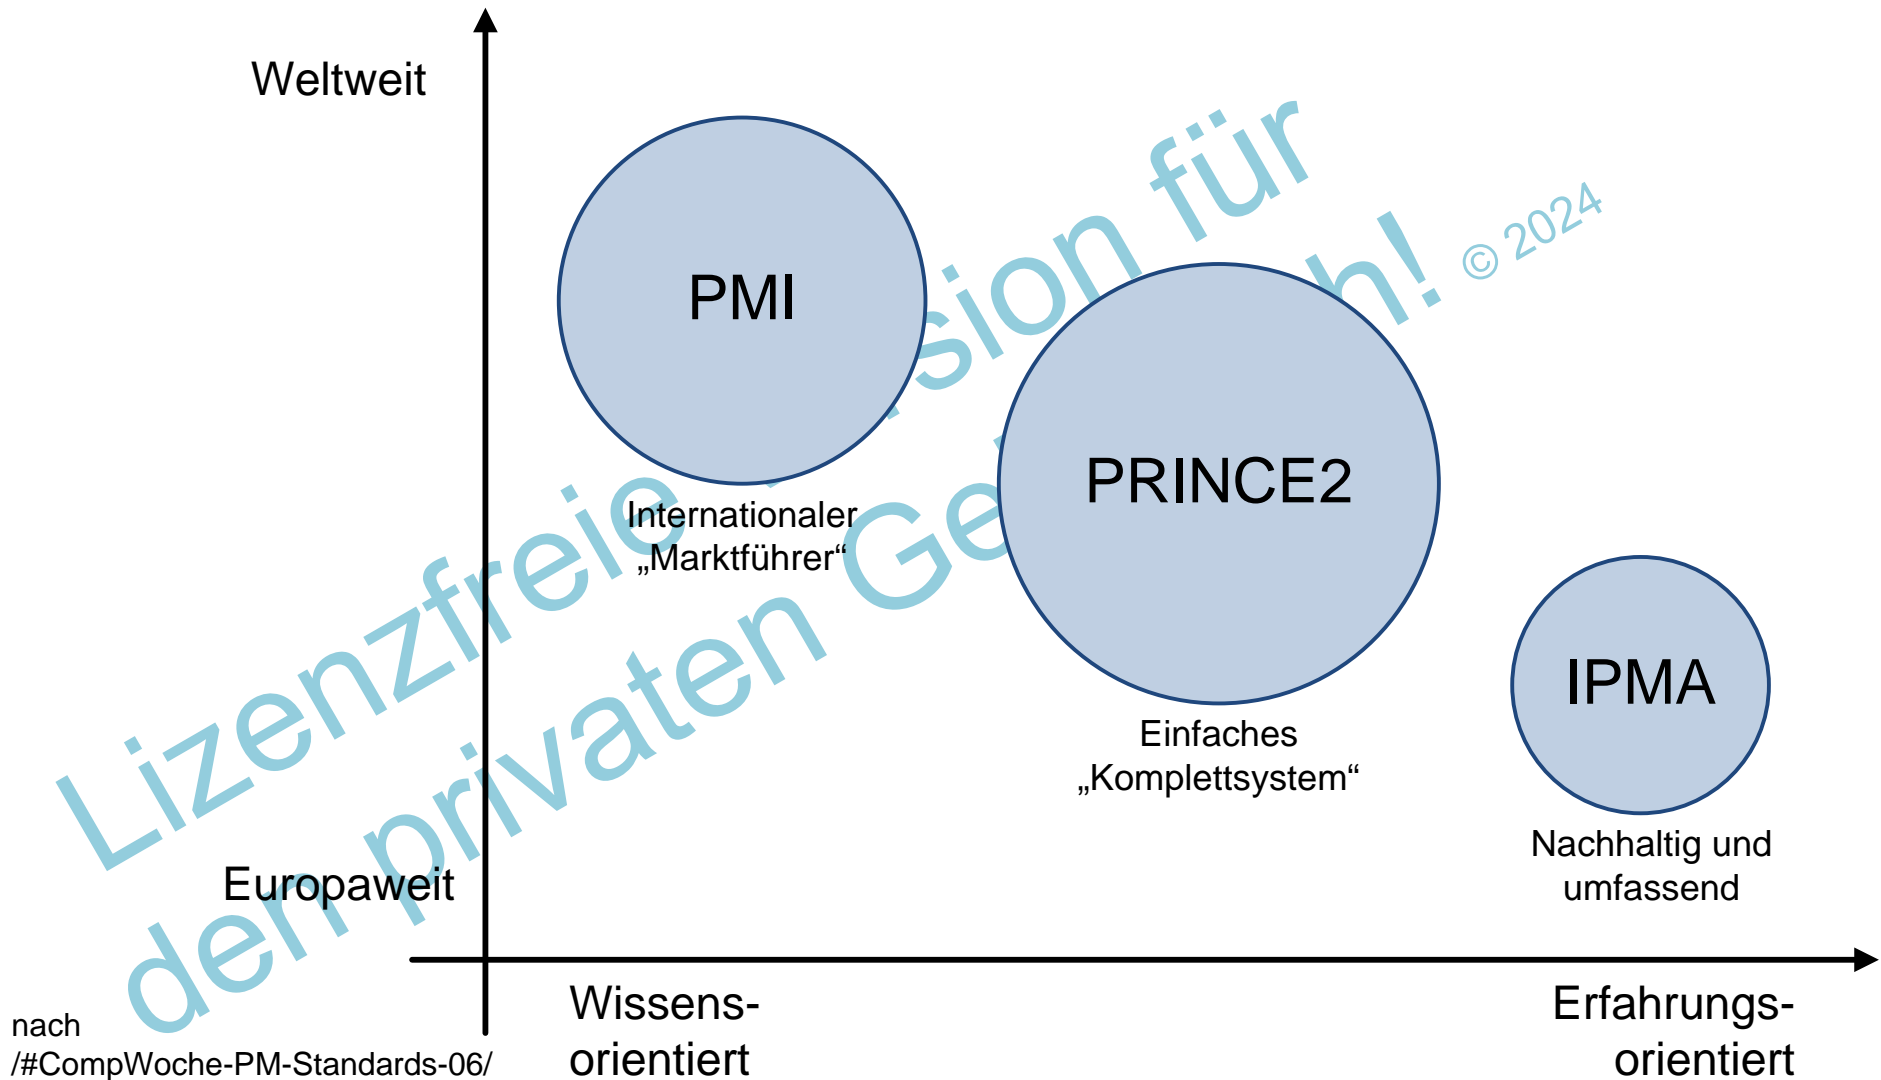 Weltweit
PMI
Internationaler
„Marktführer“
PRINCE2
Einfaches
„Komplettsystem“
IPMA
Nachhaltig und
umfassend
Europaweit
Wissens-
orientiert
Erfahrungs-
orientiert
nach
/#CompWoche-PM-Standards-06/
Lizenzfreie für
den privaten
© 2024